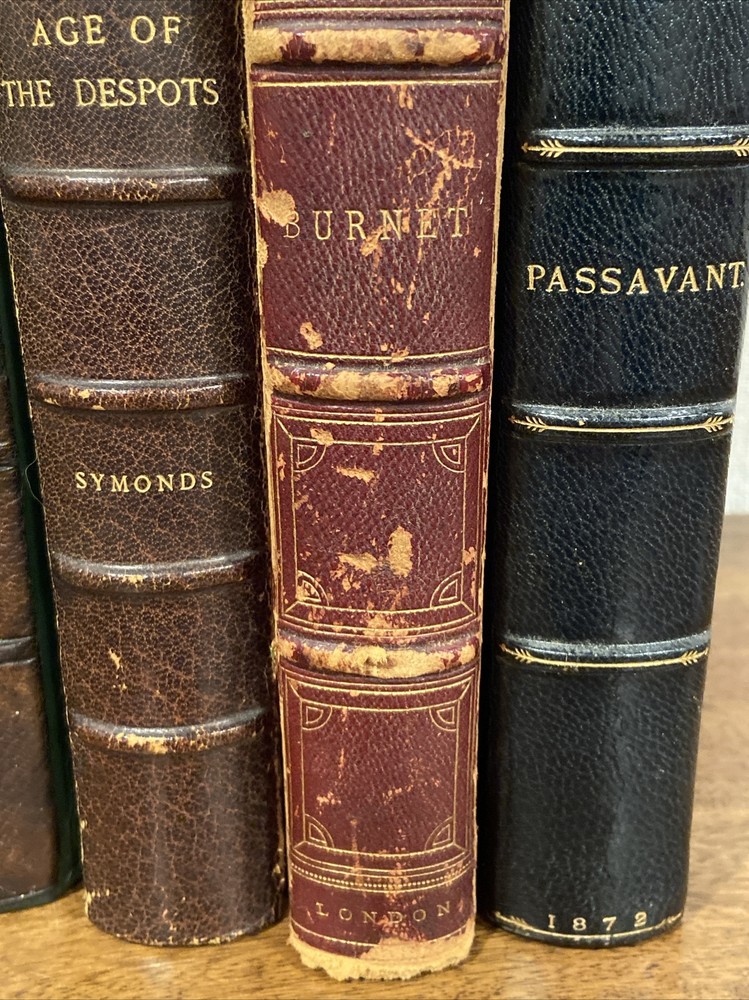 AGE OF
THE DESPOTS
SYMONDS
BURNET
LONDON
PASSAVANT.
1872